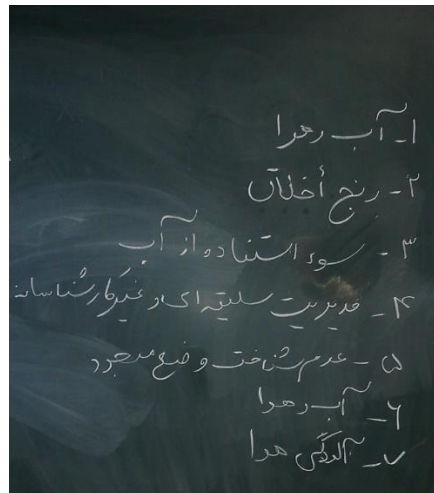 ۱- آب و هوا
۲- رنج أخلاق
۳- سوء استفاده از آب
۴- مدیریت سلیقه ای و غیرکارشناسانه
۵- عدم شناخت وضع موجود
۶- آب و هوا
۷- آلودگی هوا